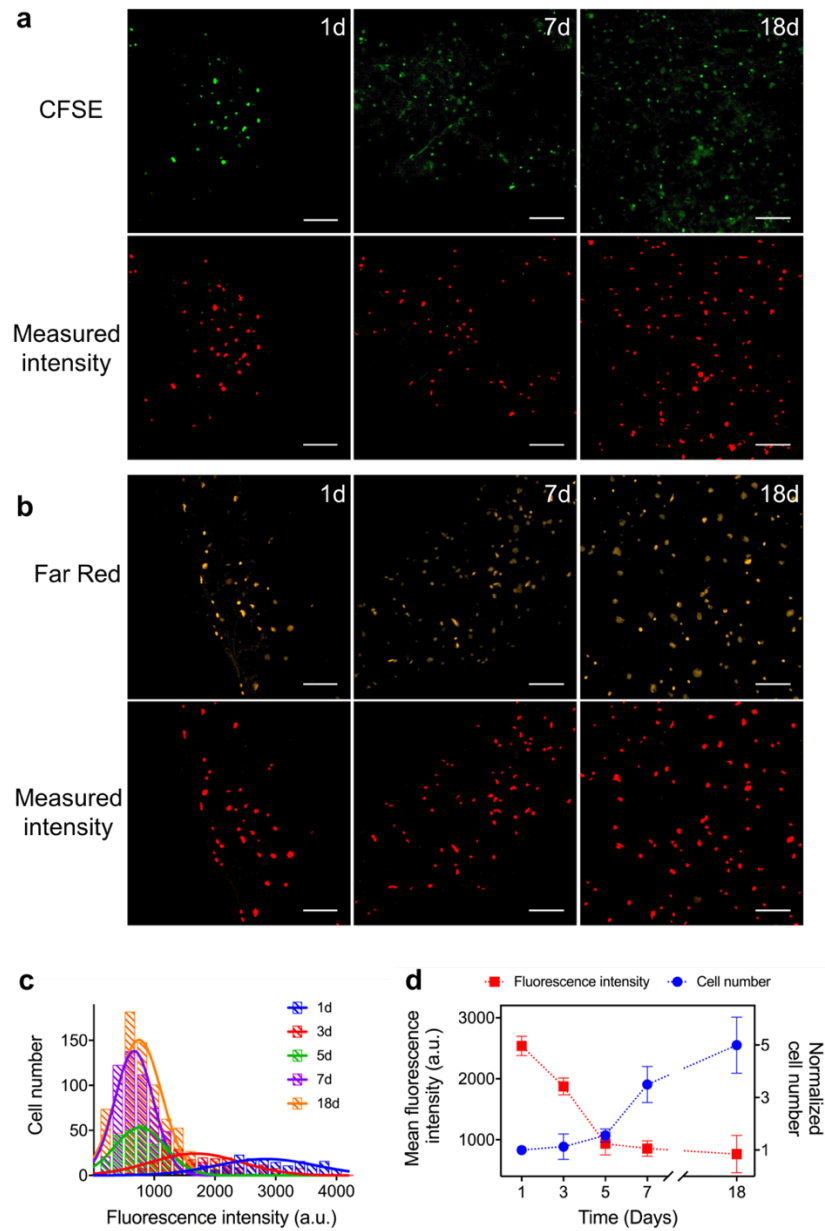 a
1d
7d
18d
CFSE
Measured
intensity
b
1d
7d
18d
Far Red
Measured
intensity
c
1d
3d
5d
7d
18d
150
100
50
0
Cell number
1000
2000
3000
4000
Fluorescence intensity (a.u.)
d
Fluorescence intensity
Cell number
3000
2000
1000
Mean fluorescence
intensity (a.u.)
5
3
1
Normalized
cell number
1
3
5
7
18
Time (Days)